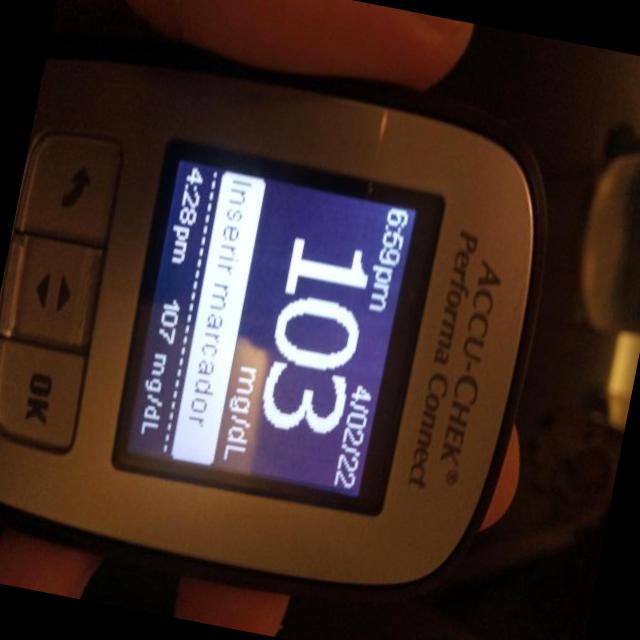 ACCU-CHEK®
Performa Connect
6:59pm 4/02/22
103
mg/dL
Inserir marcador
4:28pm 107 mg/dL
OK